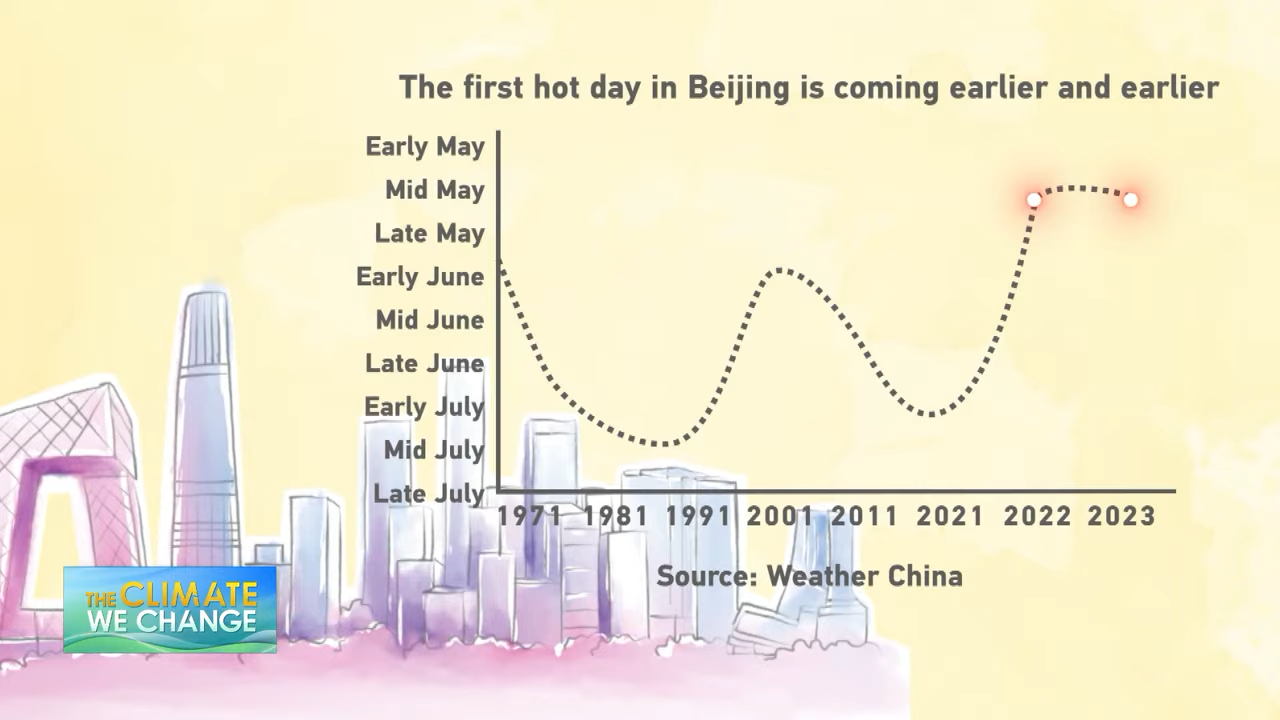 The first hot day in Beijing is coming earlier and earlier
Early May
Mid May
Late May
Early June
Mid June
Late June
Early July
Mid July
Late July
1971 1981 1991 2001 2011 2021 2022 2023
Source: Weather China
THE CLIMATE
WE CHANGE